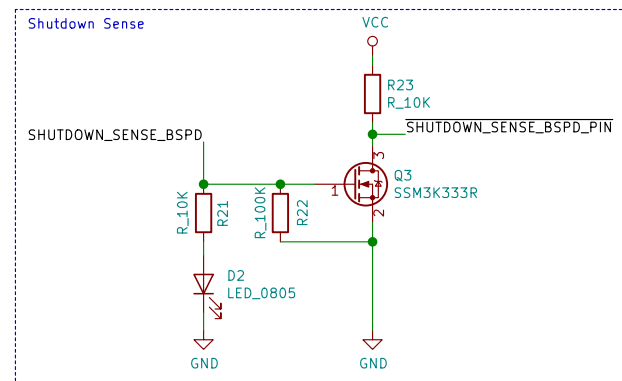 Shutdown Sense
VCC
R23
R_10K
SHUTDOWN_SENSE_BSPD_PIN
SHUTDOWN_SENSE_BSPD
3
Q3
SSM3K333R
1
2
R_10K
R21
R_100K
R22
D2
LED_0805
GND
GND